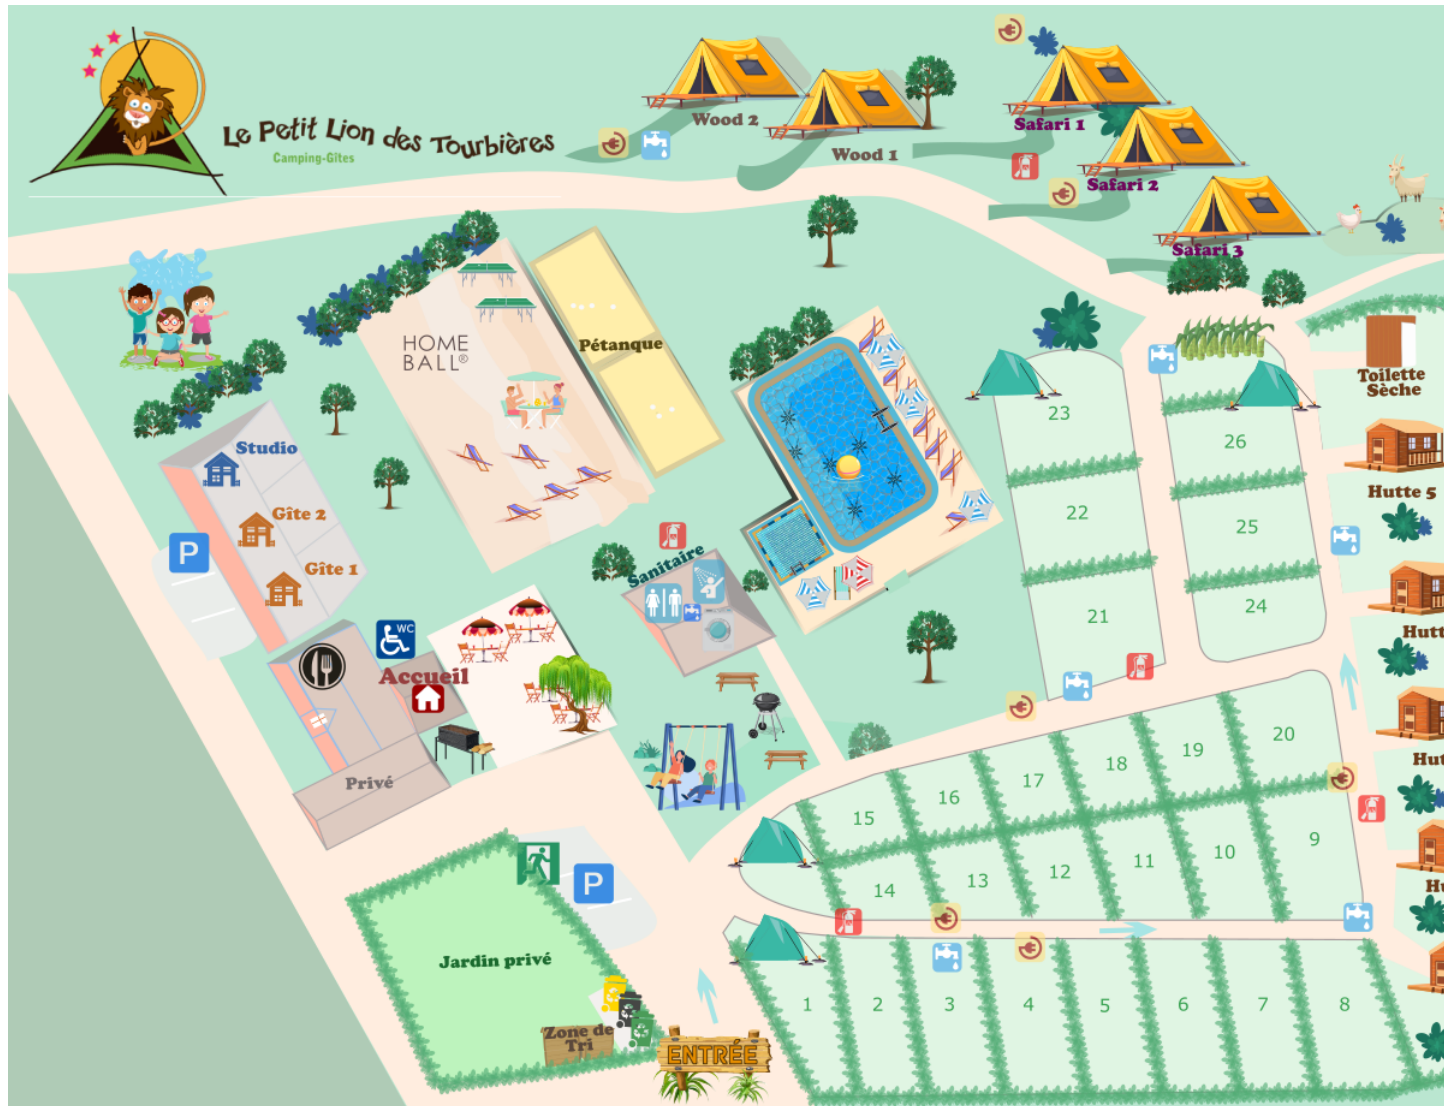 Le Petit Lion des Tourbières
Camping-Gîtes
Wood 2
Wood 1
Safari 1
Safari 2
Safari 3
HOME
BALL®
Pétanque
Toilette
Sèche
Studio
Gîte 2
Gîte 1
P
Sanitaire
WC
Accueil
Privé
Hutte 5
23
22
21
26
25
24
20
19
18
17
16
15
14
13
12
11
10
9
P
Jardin privé
Zone de
Tri
ENTRÉE
1
2
3
4
5
6
7
8